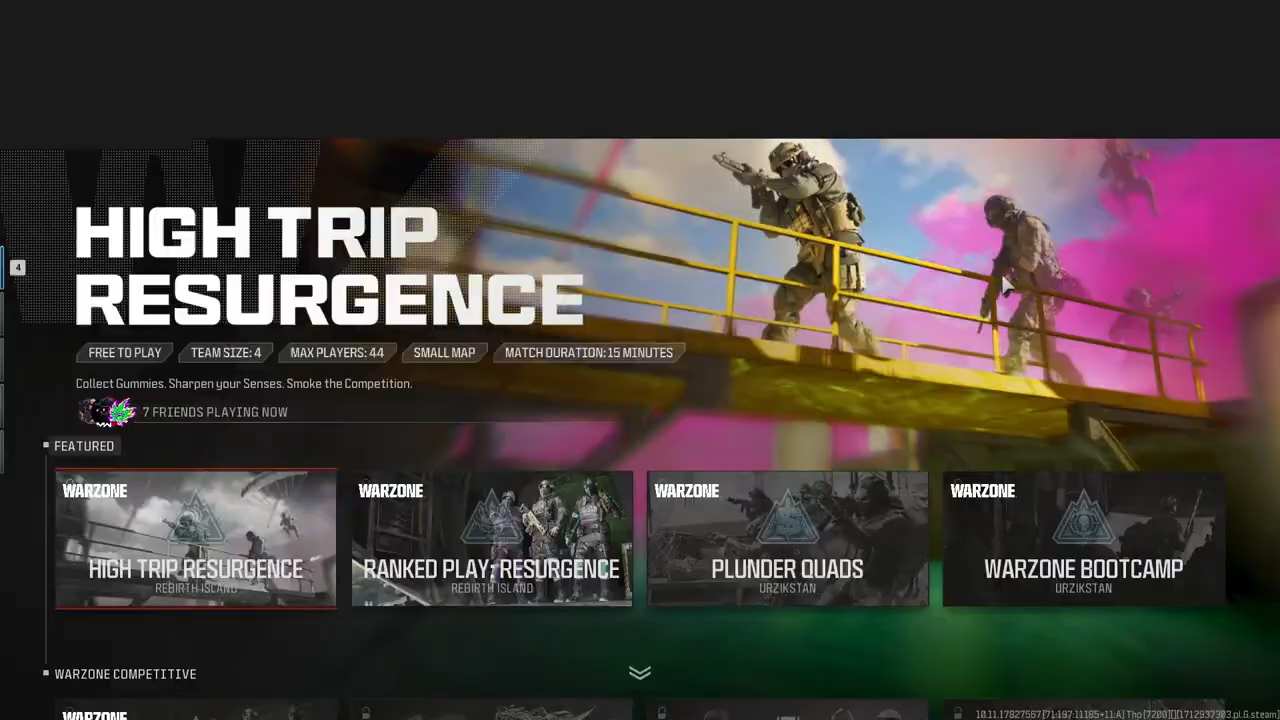 HIGH TRIP
RESURGENCE
4
FREE TO PLAY
TEAM SIZE: 4
MAX PLAYERS: 44
SMALL MAP
MATCH DURATION: 15 MINUTES
Collect Gummies. Sharpen your Senses. Smoke the Competition.
7 FRIENDS PLAYING NOW
FEATURED
WARZONE
HIGH TRIP RESURGENCE
REBIRTH ISLAND
WARZONE
RANKED PLAY: RESURGENCE
REBIRTH ISLAND
WARZONE
PLUNDER QUADS
URZIKSTAN
WARZONE
WARZONE BOOTCAMP
URZIKSTAN
WARZONE COMPETITIVE
WARZONE